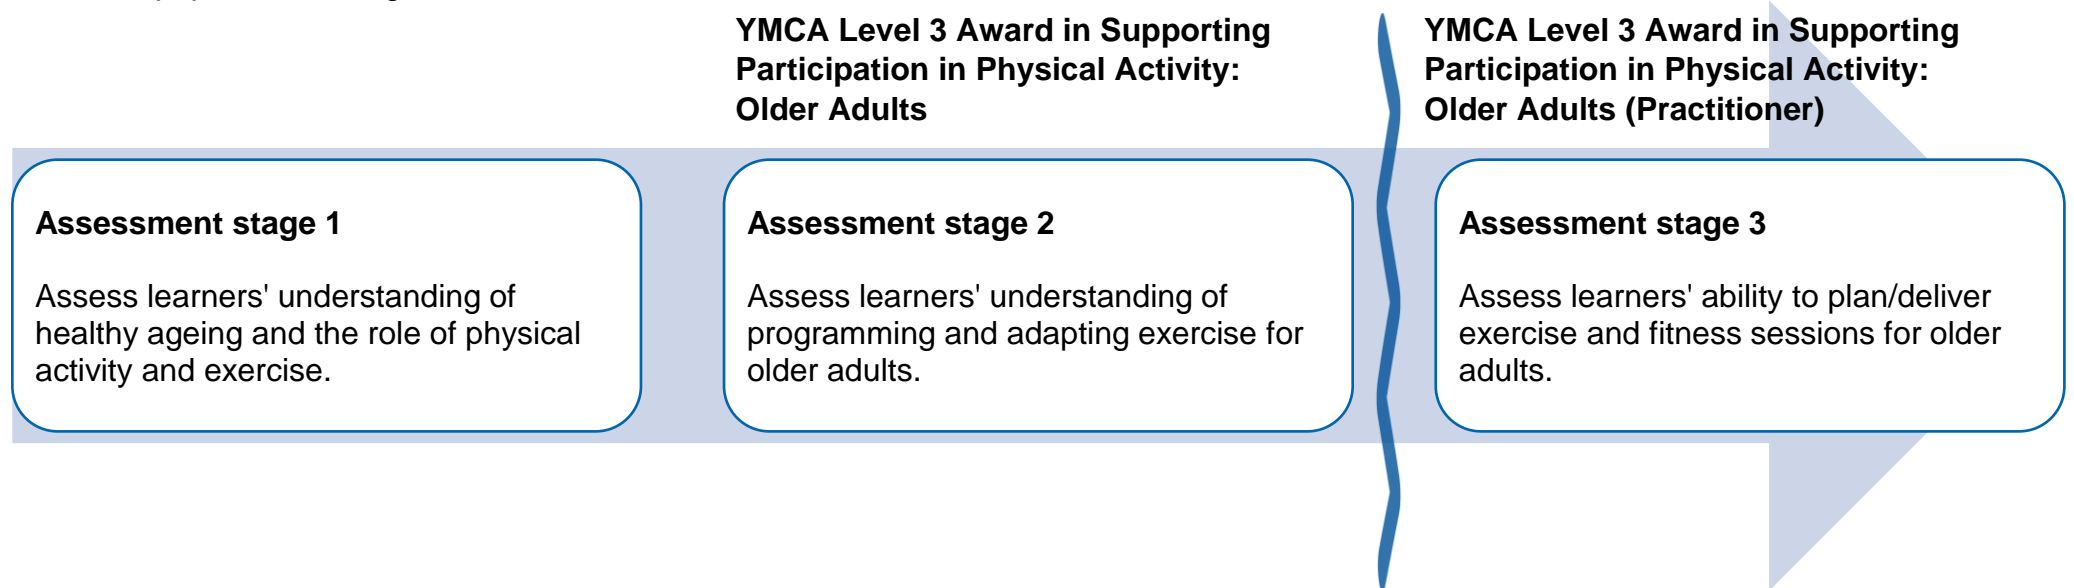 YMCA Level 3 Award in Supporting
Participation in Physical Activity:
Older Adults
YMCA Level 3 Award in Supporting
Participation in Physical Activity:
Older Adults (Practitioner)
Assessment stage 1
Assess learners' understanding of
healthy ageing and the role of physical
activity and exercise.
Assessment stage 2
Assess learners' understanding of
programming and adapting exercise for
older adults.
Assessment stage 3
Assess learners' ability to plan/deliver
exercise and fitness sessions for older
adults.